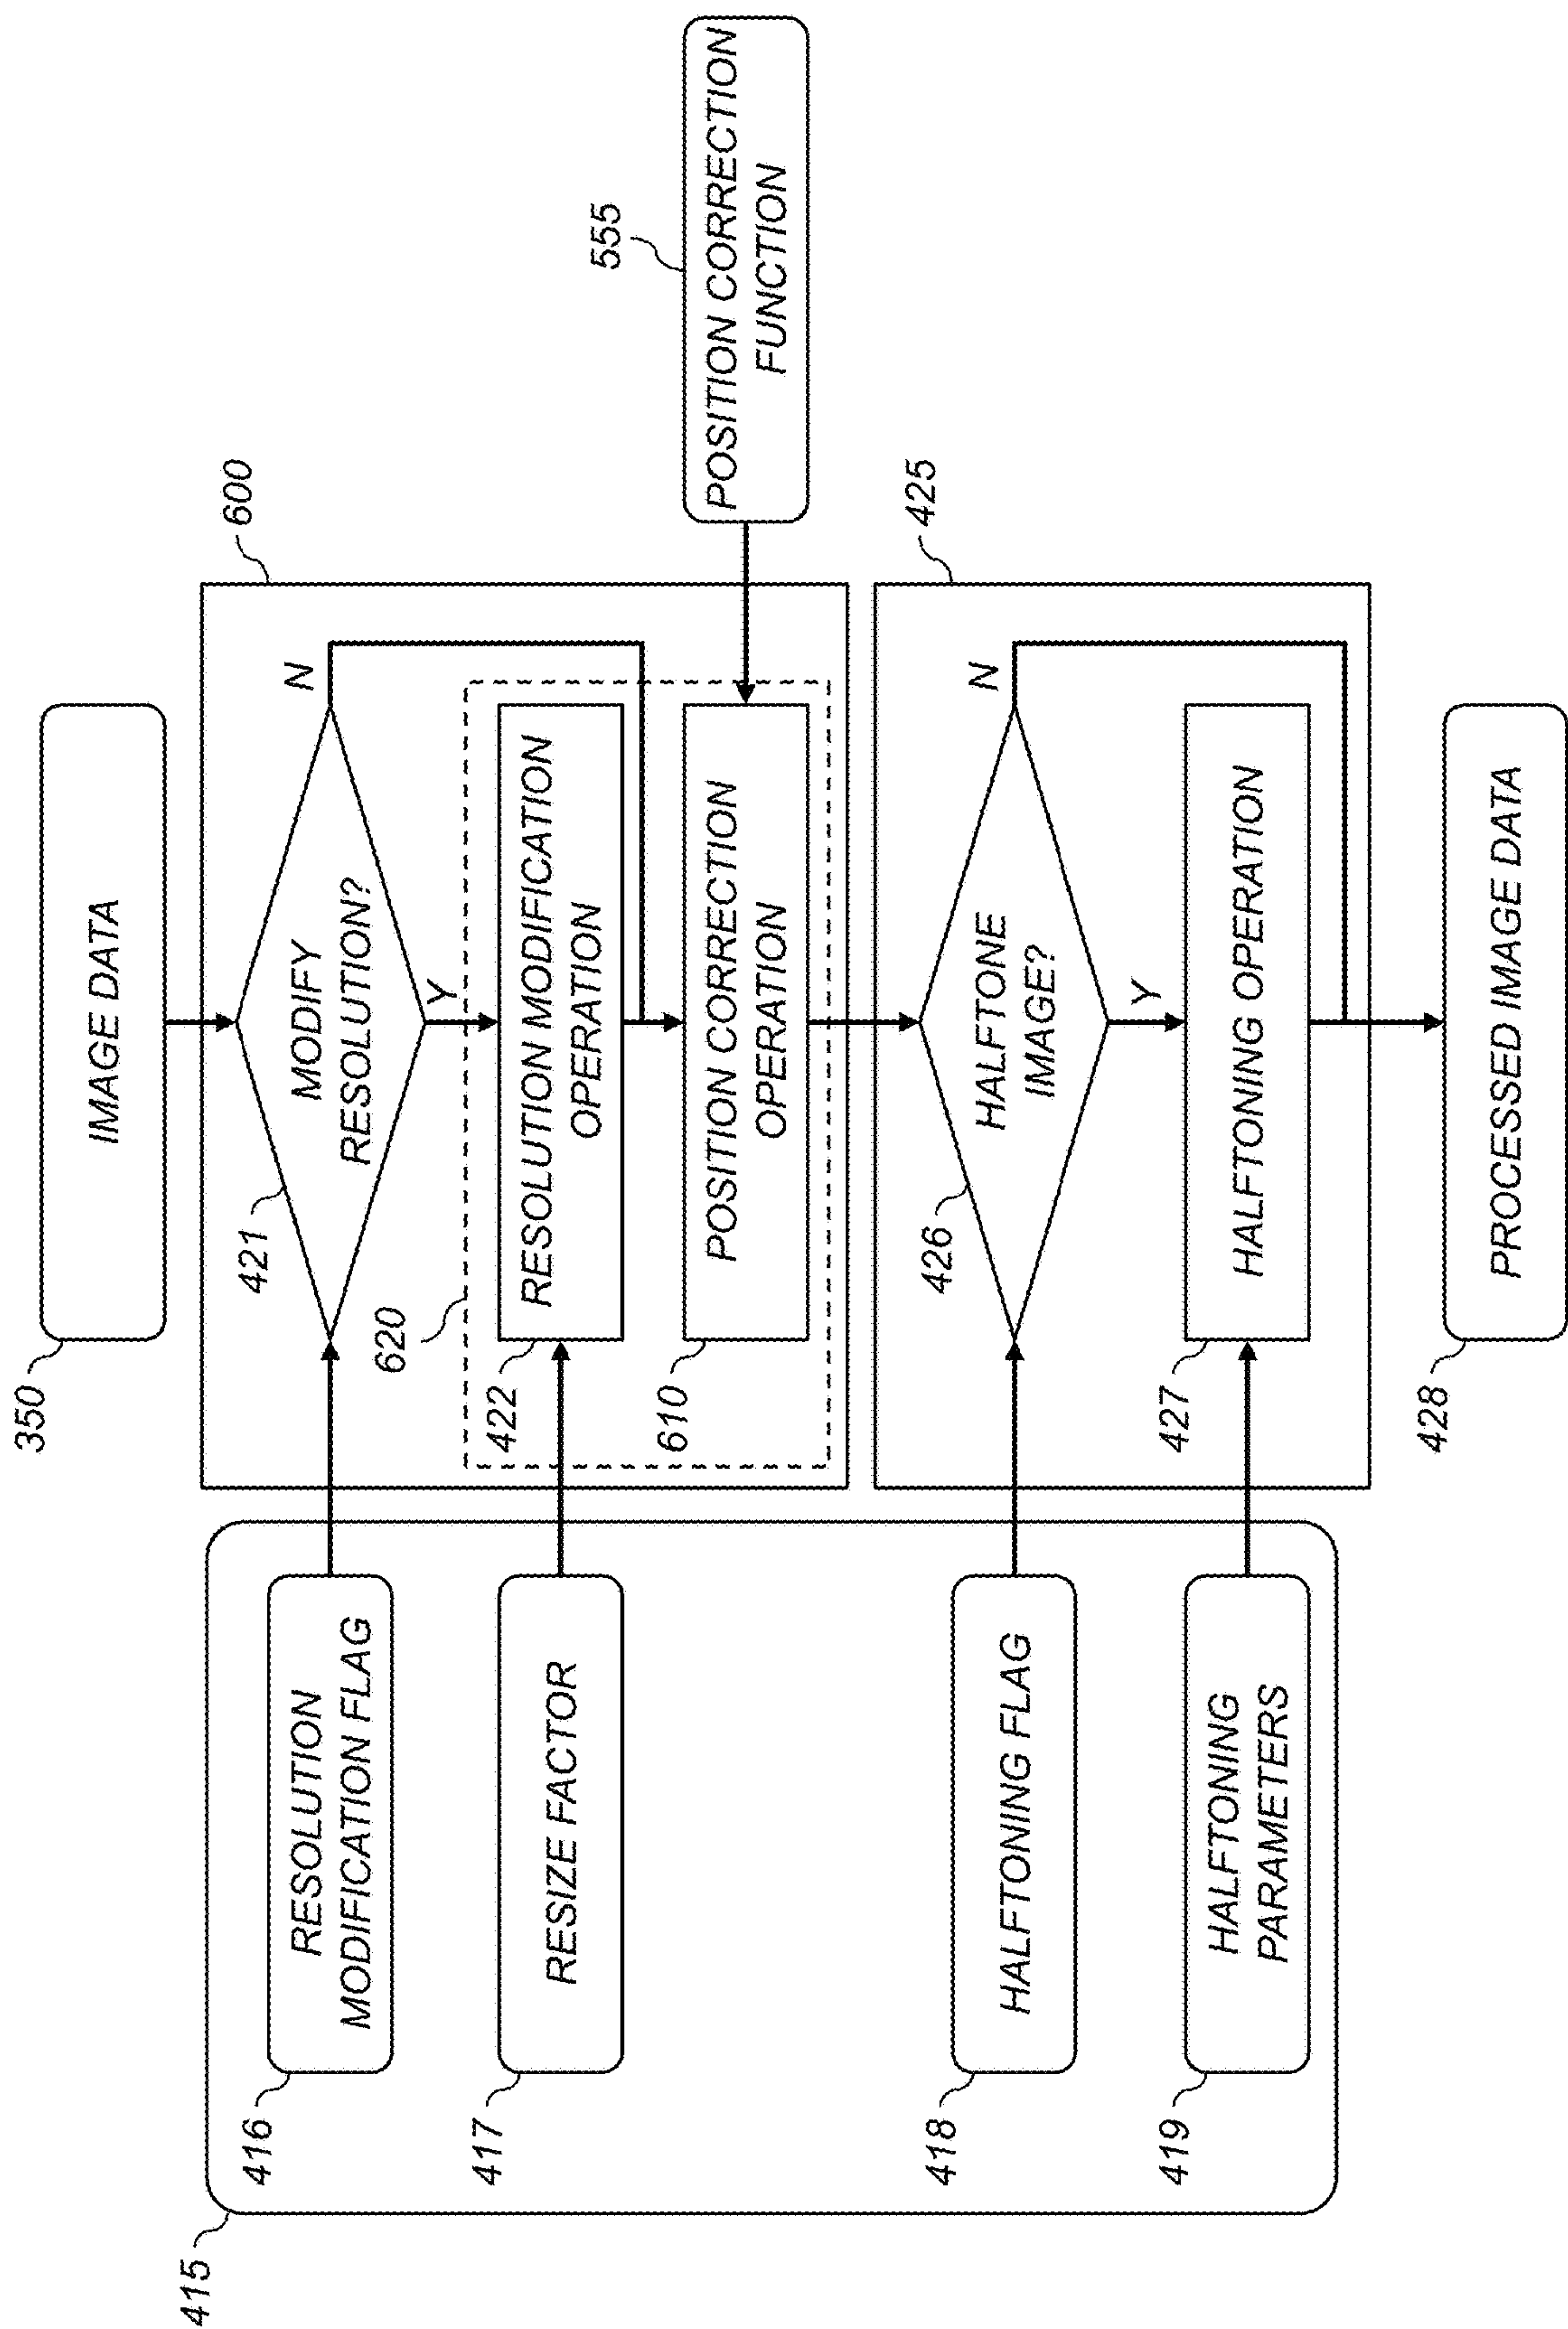 350
IMAGE DATA
600
421
MODIFY
RESOLUTION?
N
Y
415
416
RESOLUTION
MODIFICATION FLAG
417
RESIZE FACTOR
620
422
RESOLUTION MODIFICATION
OPERATION
610
POSITION CORRECTION
OPERATION
555
POSITION CORRECTION
FUNCTION
425
426
HALFTONE
IMAGE?
N
Y
418
HALFTONING FLAG
427
HALFTONING OPERATION
419
HALFTONING
PARAMETERS
428
PROCESSED IMAGE DATA